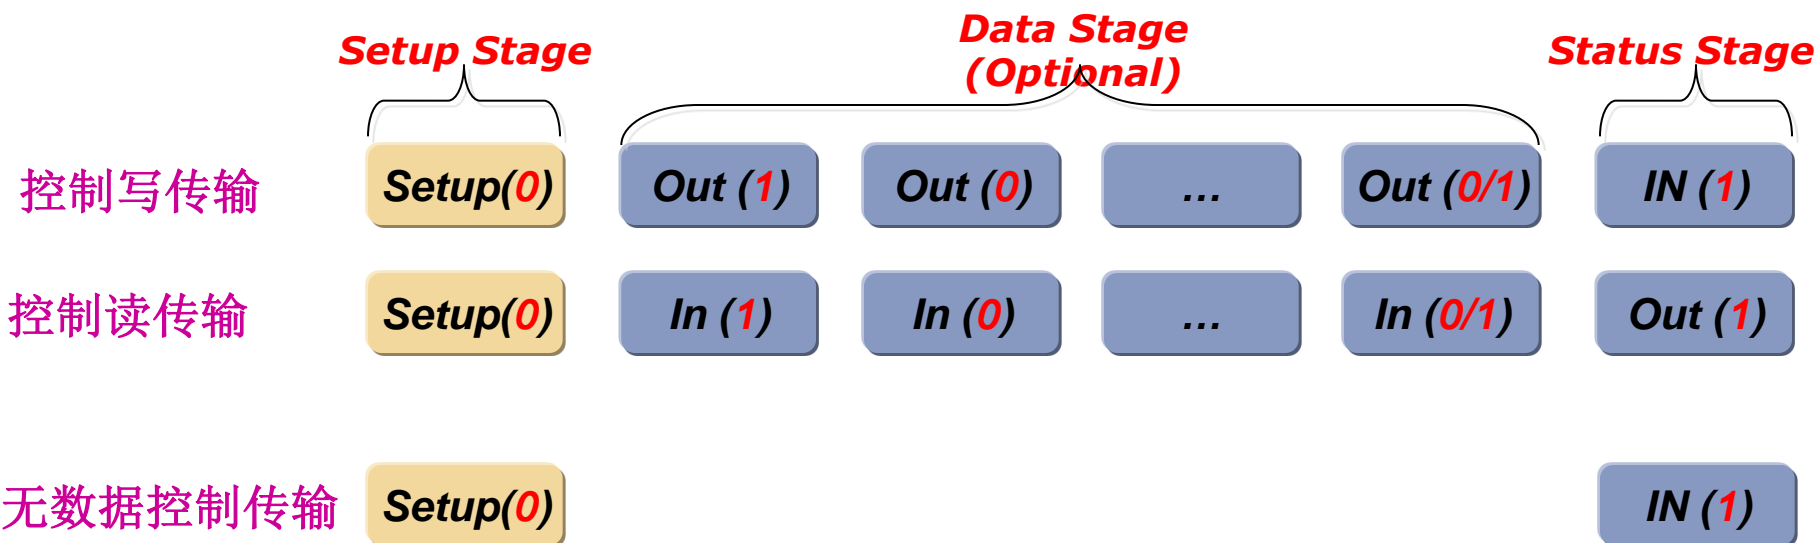 Setup Stage
Data Stage
(Optional)
Status Stage
控制写传输
Setup(0)
Out (1)
Out (0)
...
Out (0/1)
IN (1)
控制读传输
Setup(0)
In (1)
In (0)
...
In (0/1)
Out (1)
无数据控制传输
Setup(0)
IN (1)